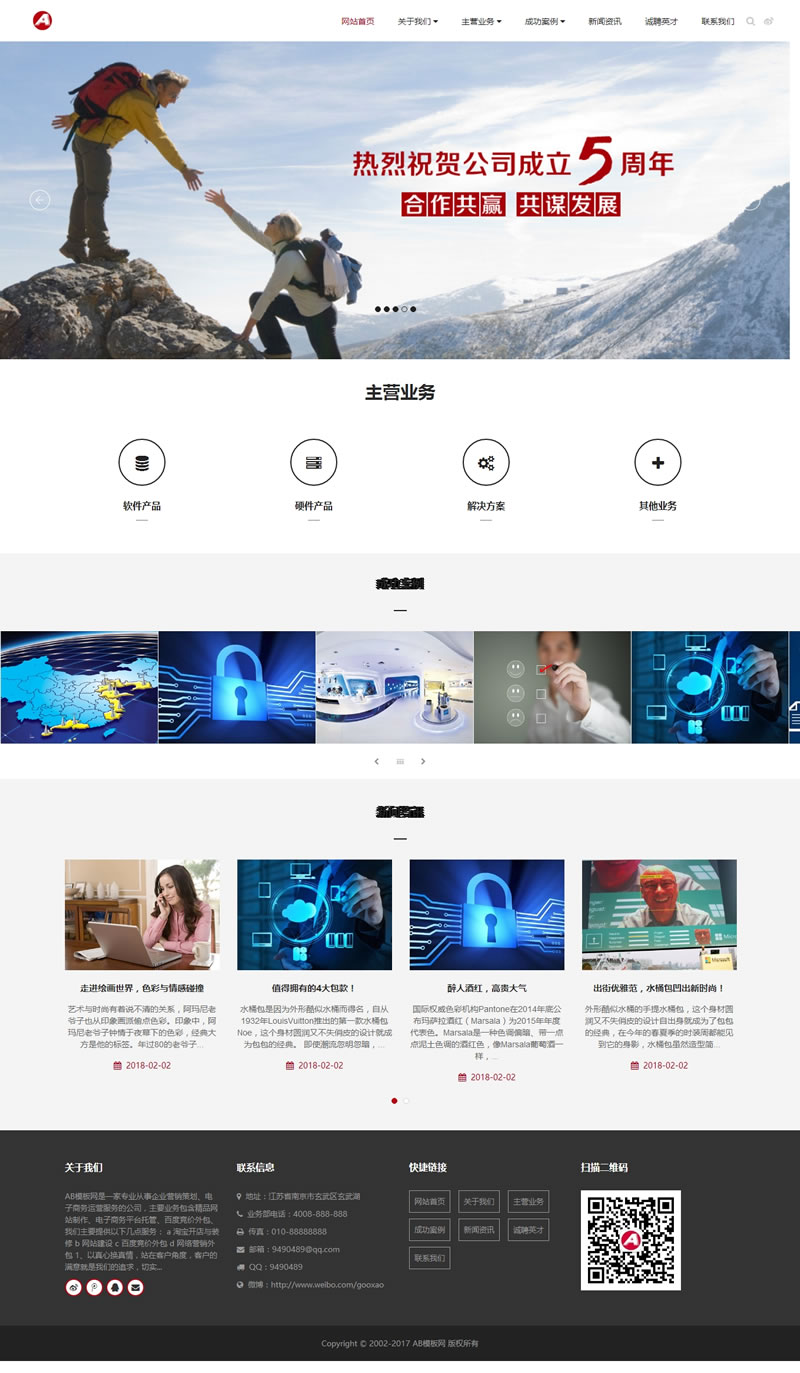 网站首页 关于我们 主营业务 成功案例 新闻资讯 诚聘英才 联系我们
热烈祝贺公司成立5周年
合作共赢 共谋发展
主营业务
软件产品 硬件产品 解决方案 其他业务
走进绘画世界，色彩与情感碰撞
艺术与时尚有着说不清的关系，阿玛尼老
爷子也从印象画派偷点色彩。印象中，阿
玛尼老爷子钟情于夜幕下的色彩，经典大
方是他的标签。年过80的老爷子...
2018-02-02
值得拥有的4大包款！
水桶包是因为外形酷似水桶而得名，自从
1932年LouisVuitton推出的第一款水桶包
Noe，这个身材圆润又不失俏皮的设计就成
为包包的经典。 即使潮流忽明忽暗，...
2018-02-02
醉人酒红，高贵大气
国际权威色彩机构Pantone在2014年底公
布玛萨拉酒红（Marsala）为2015年年度
代表色。Marsala是一种色调偏暗、带一点
点泥土色调的酒红色，像Marsala葡萄酒一
样，...
2018-02-02
出街优雅范，水桶包凹出新时尚！
外形酷似水桶的手提水桶包，这个身材圆
润又不失俏皮的设计自出身就成为了包包
的经典，在今年的春夏季的时装周都能见
到它的身影，水桶包虽然造型简...
2018-02-02
关于我们
AB模板网是一家专业从事企业营销策划、电
子商务运营服务的公司，主要业务包含精品网
站制作、电子商务平台托管、百度竞价外包、
我们主要提供以下几点服务： a 淘宝开店与装
修 b 网站建设 c 百度竞价外包 d 网络营销外
包 1、以真心换真情，站在客户角度，客户的
满意就是我们的追求，切实...
联系信息
地址：江苏省南京市玄武区玄武湖
业务部电话：4008-888-888
传真：010-88888888
邮箱：9490489@qq.com
QQ：9490489
微博：http://www.weibo.com/gooxao
快捷链接
网站首页 关于我们 主营业务
成功案例 新闻资讯 诚聘英才
联系我们
扫描二维码
Copyright © 2002-2017 AB模板网 版权所有